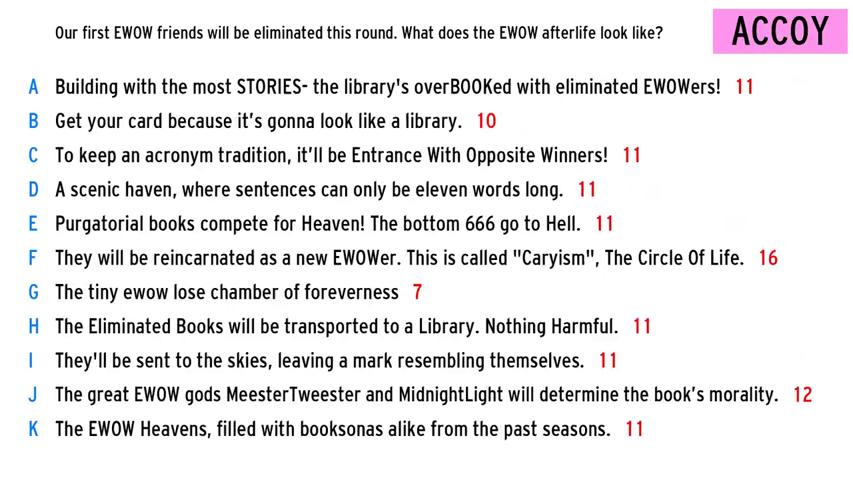 Our first EWOW friends will be eliminated this round. What does the EWOW afterlife look like?
ACCOY
A Building with the most STORIES- the library's overBOOKed with eliminated EWOWers! 11
B Get your card because it's gonna look like a library. 10
C To keep an acronym tradition, it'll be Entrance With Opposite Winners! 11
D A scenic haven, where sentences can only be eleven words long. 11
E Purgatorial books compete for Heaven! The bottom 666 go to Hell. 11
F They will be reincarnated as a new EWOWer. This is called "Caryism", The Circle Of Life. 16
G The tiny ewow lose chamber of foreverness 7
H The Eliminated Books will be transported to a Library. Nothing Harmful. 11
I They'll be sent to the skies, leaving a mark resembling themselves. 11
J The great EWOW gods MeesterTweester and MidnightLight will determine the book's morality. 12
K The EWOW Heavens, filled with booksonas alike from the past seasons. 11